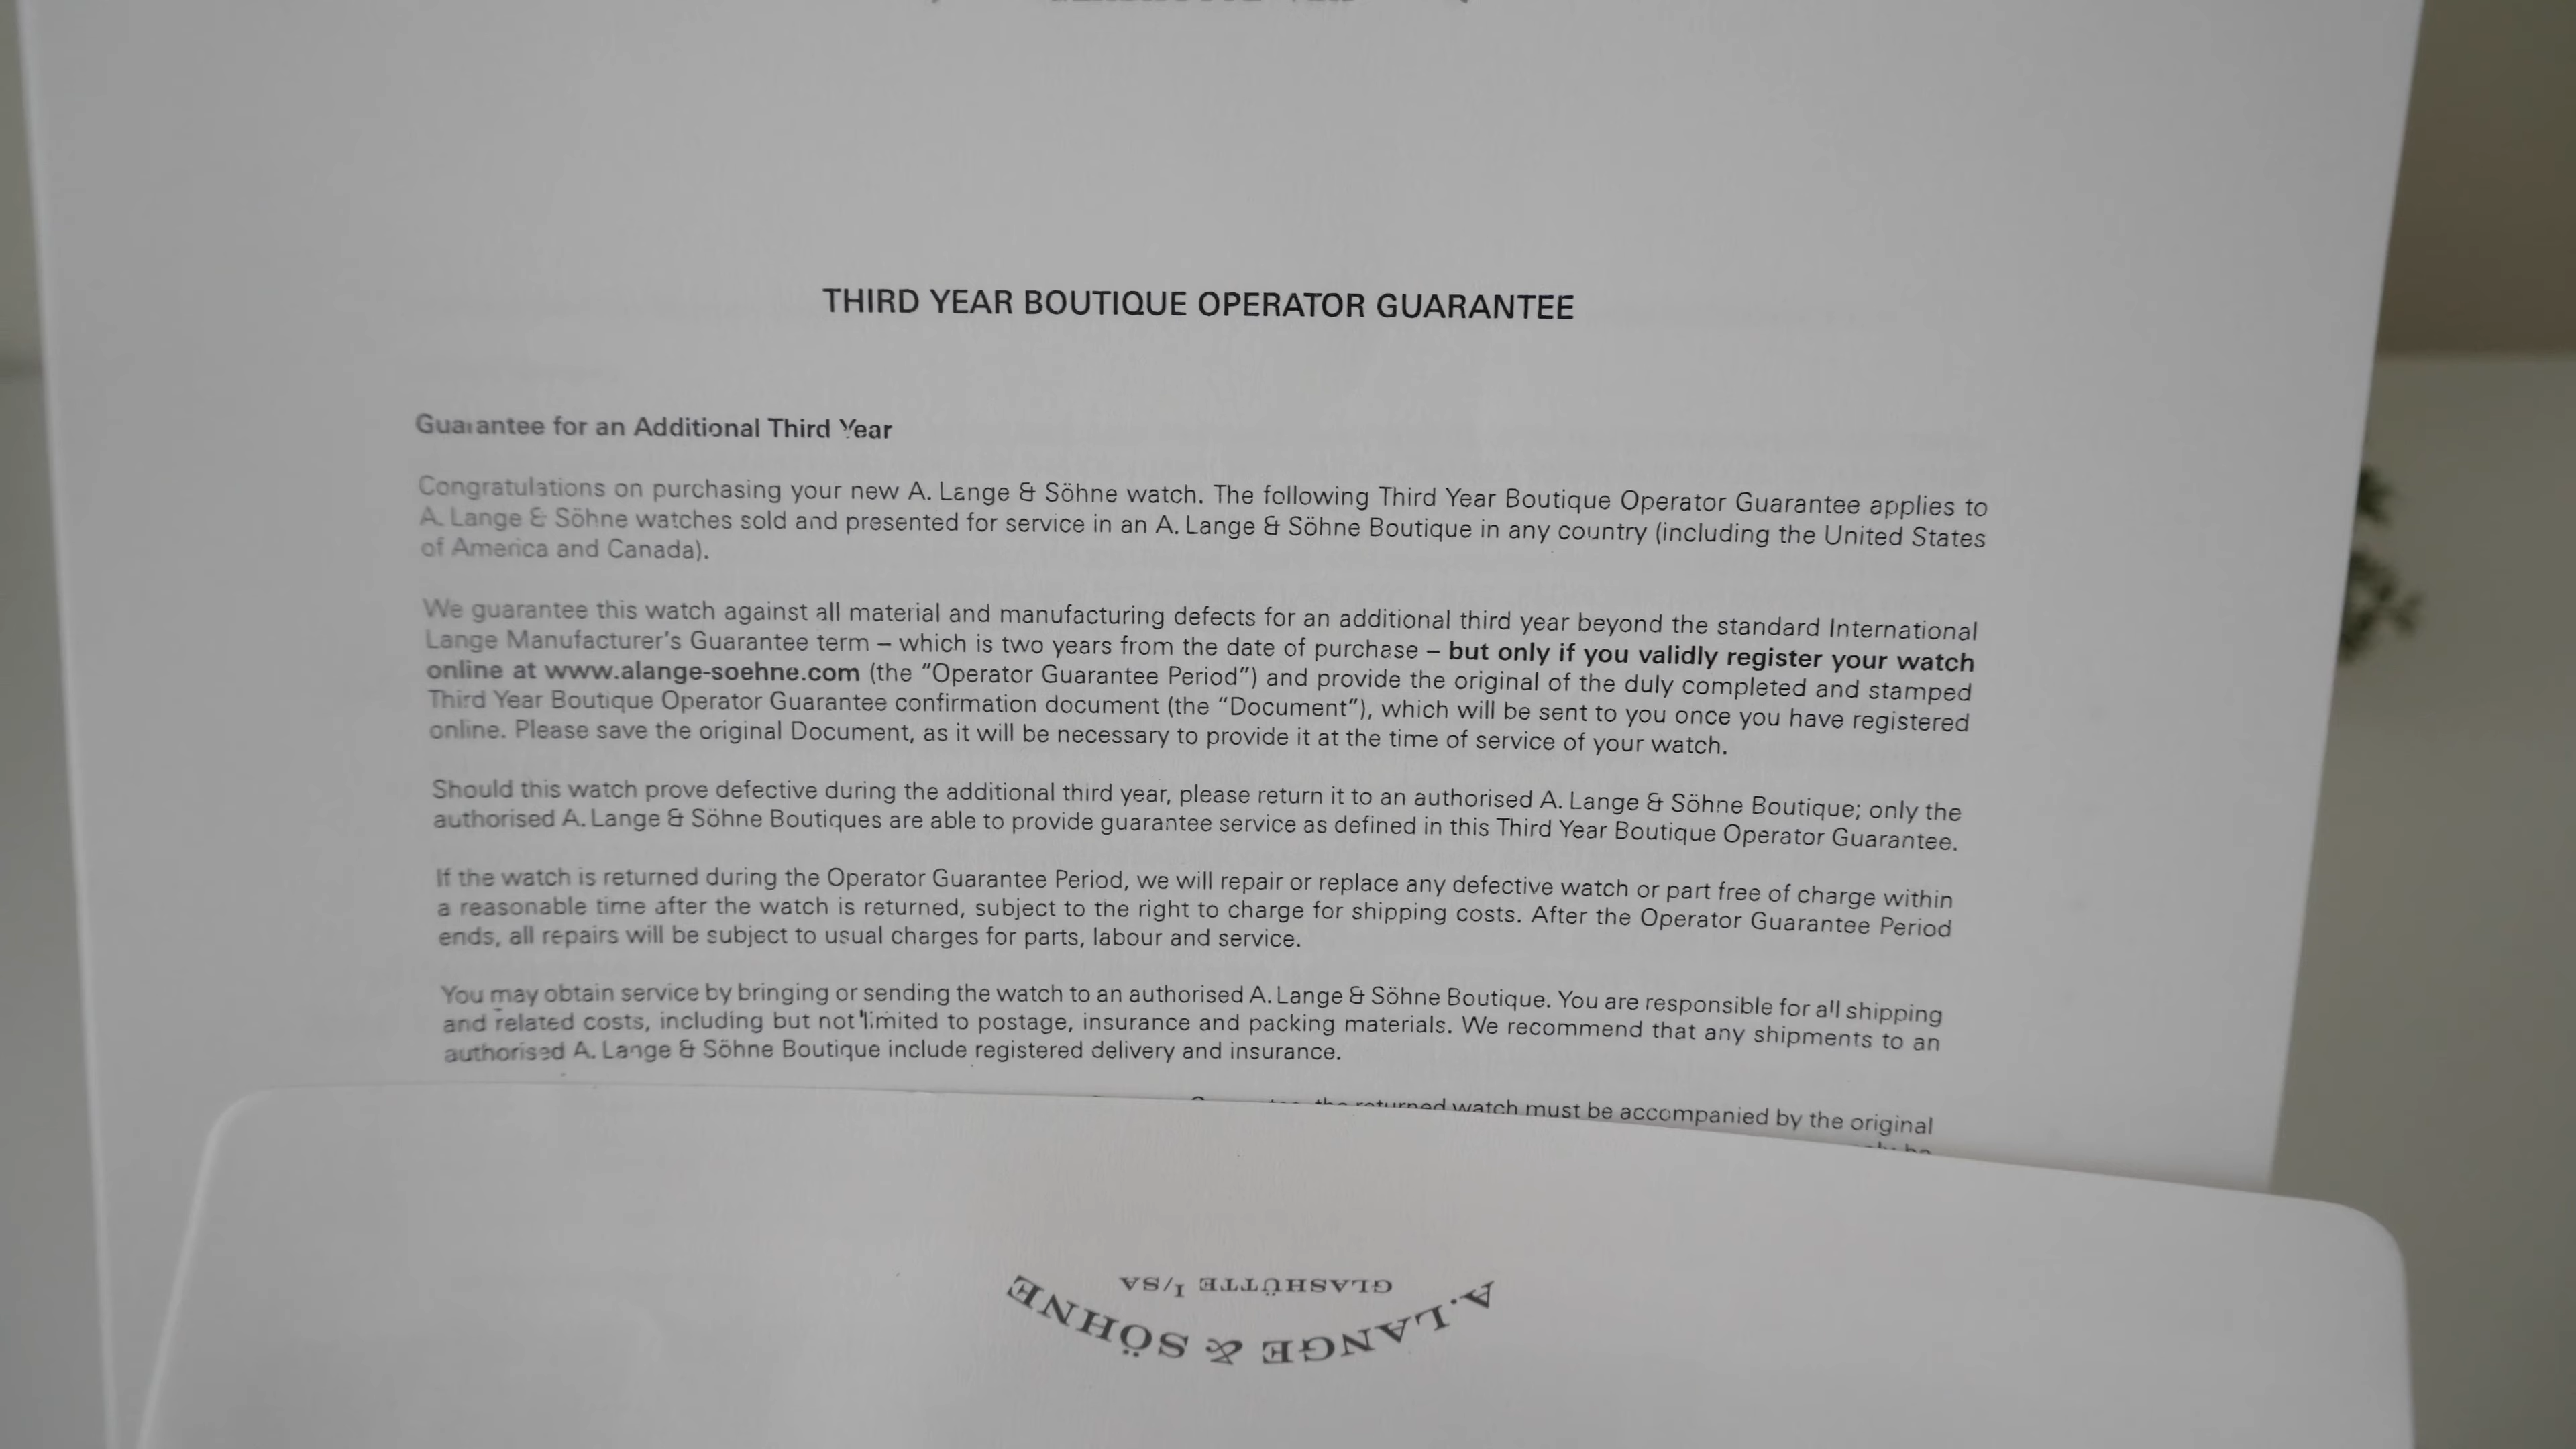 THIRD YEAR BOUTIQUE OPERATOR GUARANTEE
Guarantee for an Additional Third Year
Congratulations on purchasing your new A. Lange & Söhne watch. The following Third Year Boutique Operator Guarantee applies to
A. Lange & Söhne watches sold and presented for service in an A. Lange & Söhne Boutique in any country (including the United States
of America and Canada).
We guarantee this watch against all material and manufacturing defects for an additional third year beyond the standard International
Lange Manufacturer's Guarantee term – which is two years from the date of purchase – but only if you validly register your watch
online at www.alange-soehne.com (the “Operator Guarantee Period”) and provide the original of the duly completed and stamped
Third Year Boutique Operator Guarantee confirmation document (the “Document”), which will be sent to you once you have registered
online. Please save the original Document, as it will be necessary to provide it at the time of service of your watch.
Should this watch prove defective during the additional third year, please return it to an authorised A. Lange & Söhne Boutique; only the
authorised A. Lange & Söhne Boutiques are able to provide guarantee service as defined in this Third Year Boutique Operator Guarantee.
If the watch is returned during the Operator Guarantee Period, we will repair or replace any defective watch or part free of charge within
a reasonable time after the watch is returned, subject to the right to charge for shipping costs. After the Operator Guarantee Period
ends, all repairs will be subject to usual charges for parts, labour and service.
You may obtain service by bringing or sending the watch to an authorised A. Lange & Söhne Boutique. You are responsible for all shipping
and related costs, including but not limited to postage, insurance and packing materials. We recommend that any shipments to an
authorised A. Lange & Söhne Boutique include registered delivery and insurance.
the returned watch must be accompanied by the original
A. LANGE & SÖHNE
GLASHÜTTE I/SA